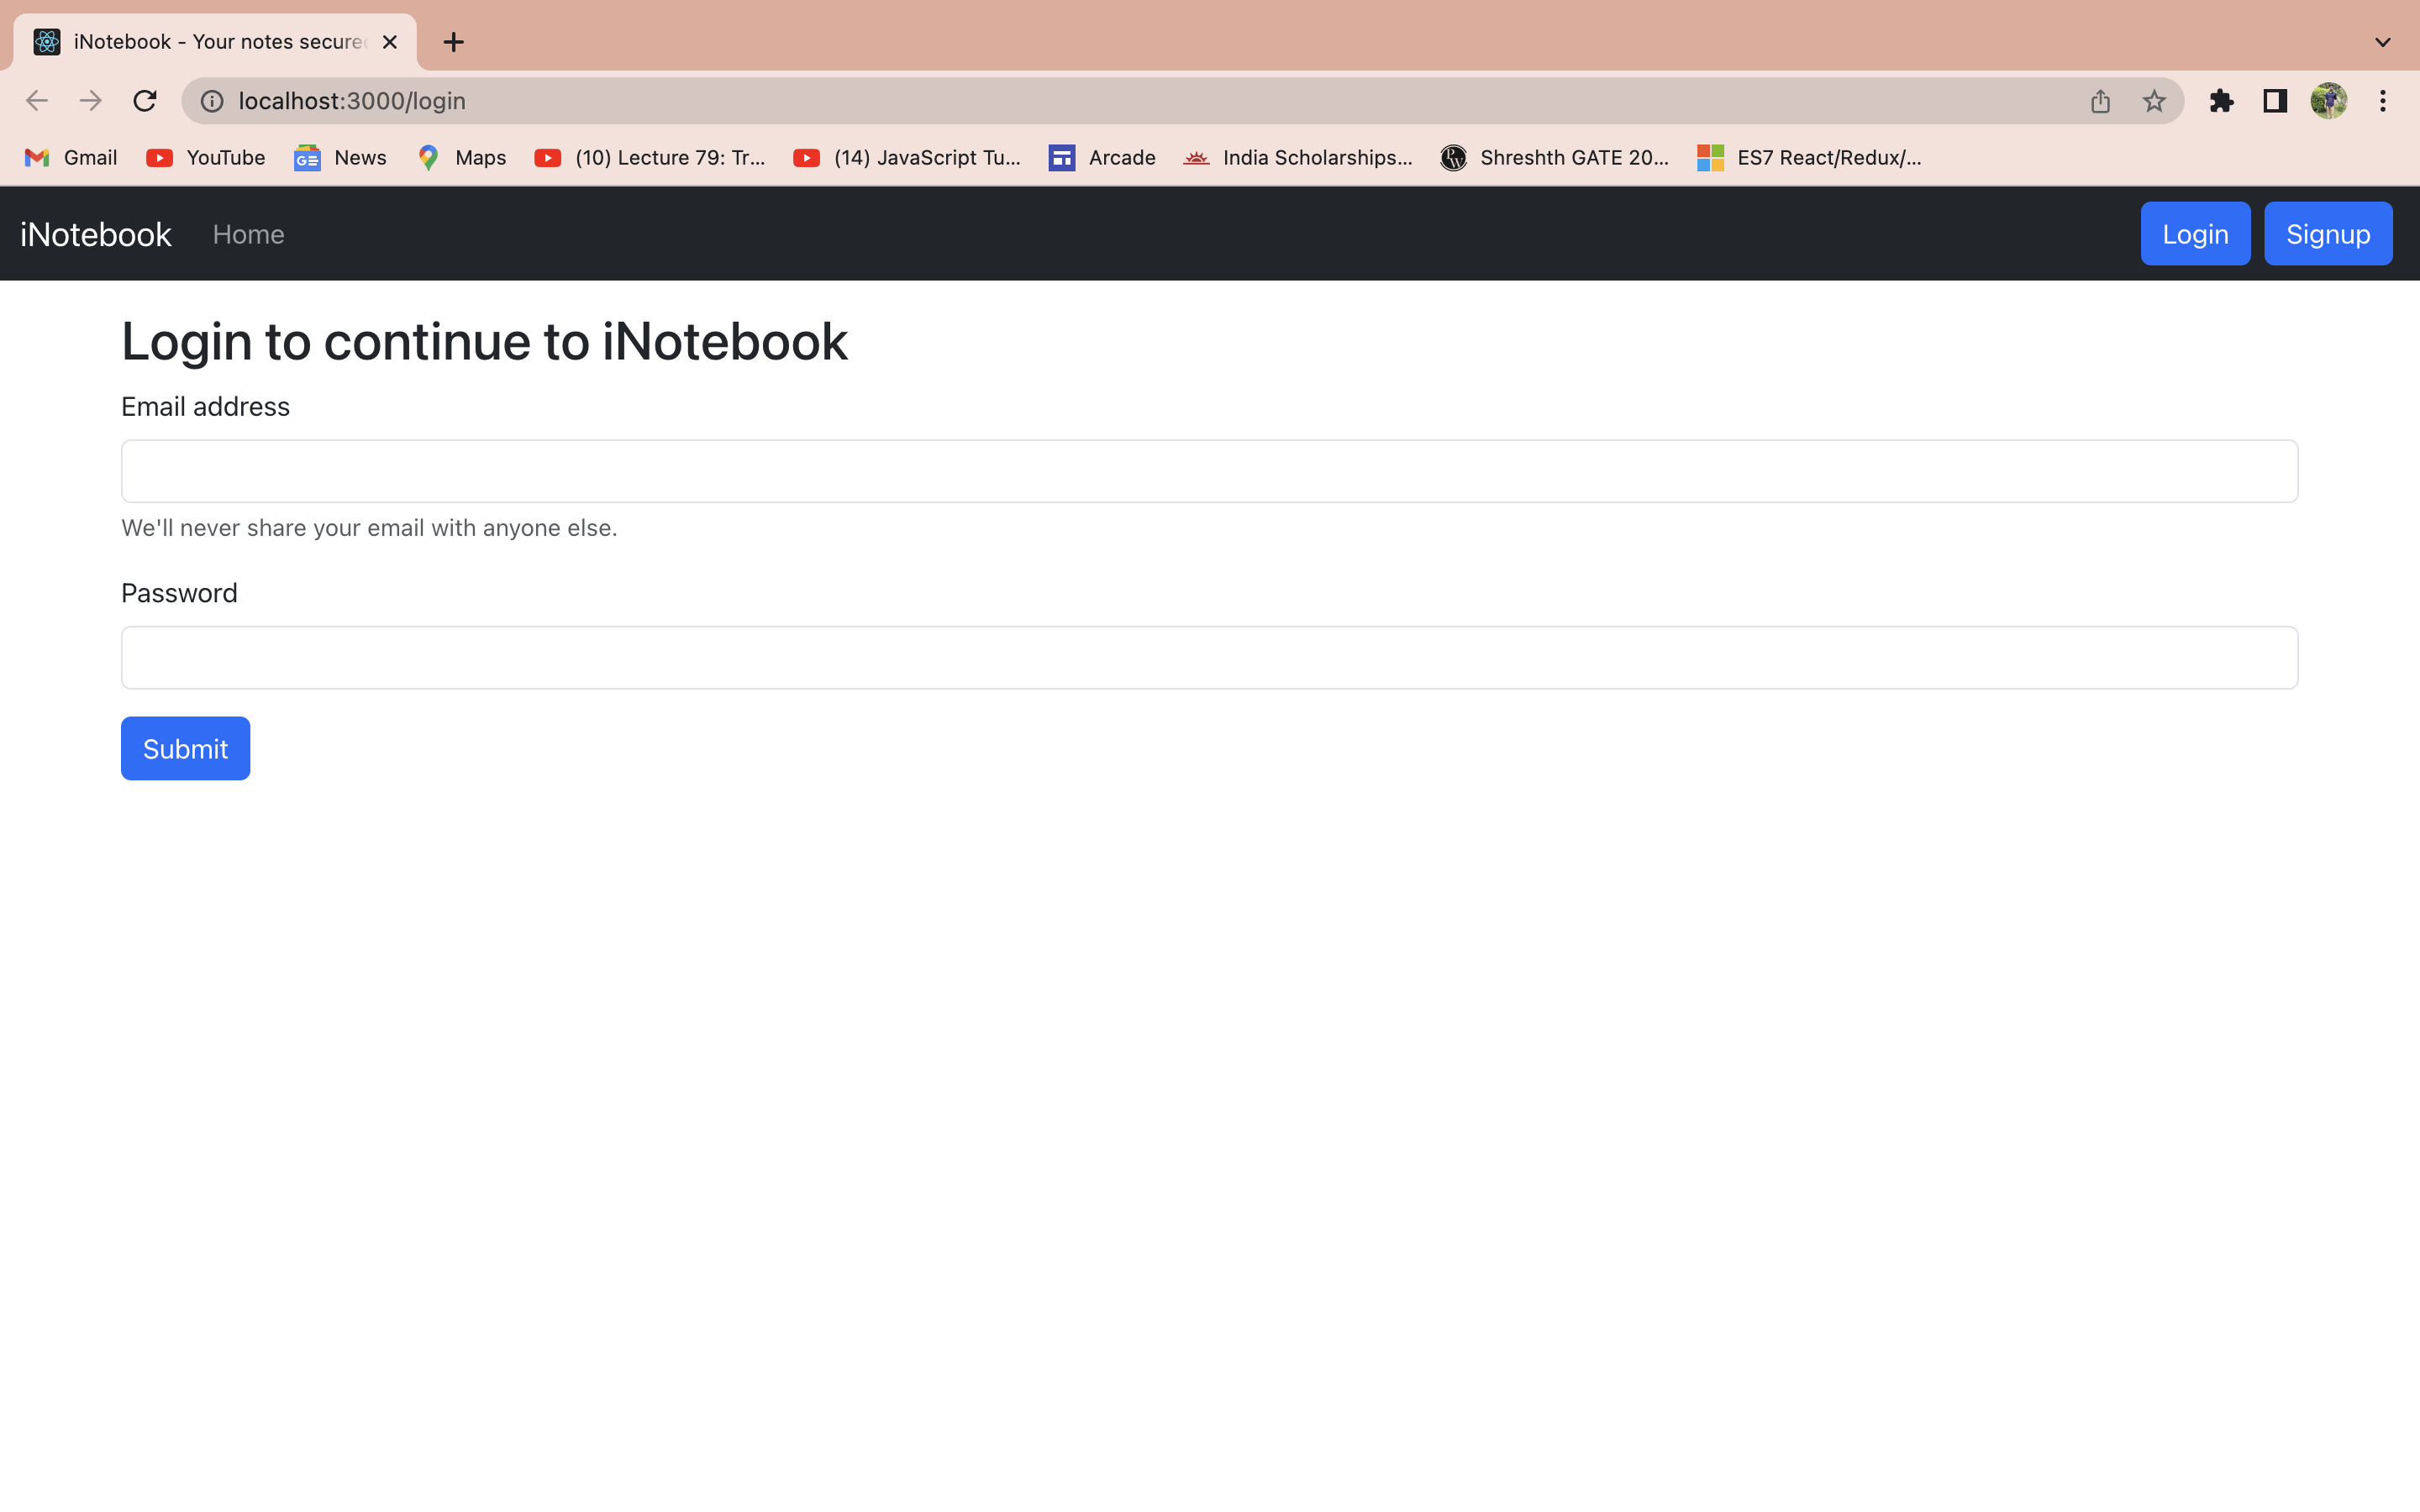 iNotebook - Your notes secure
localhost:3000/login
Gmail YouTube News Maps (10) Lecture 79: Tr... (14) JavaScript Tu... Arcade India Scholarships... Shreshth GATE 20... ES7 React/Redux/...
iNotebook Home Login Signup
Login to continue to iNotebook
Email address
We'll never share your email with anyone else.
Password
Submit